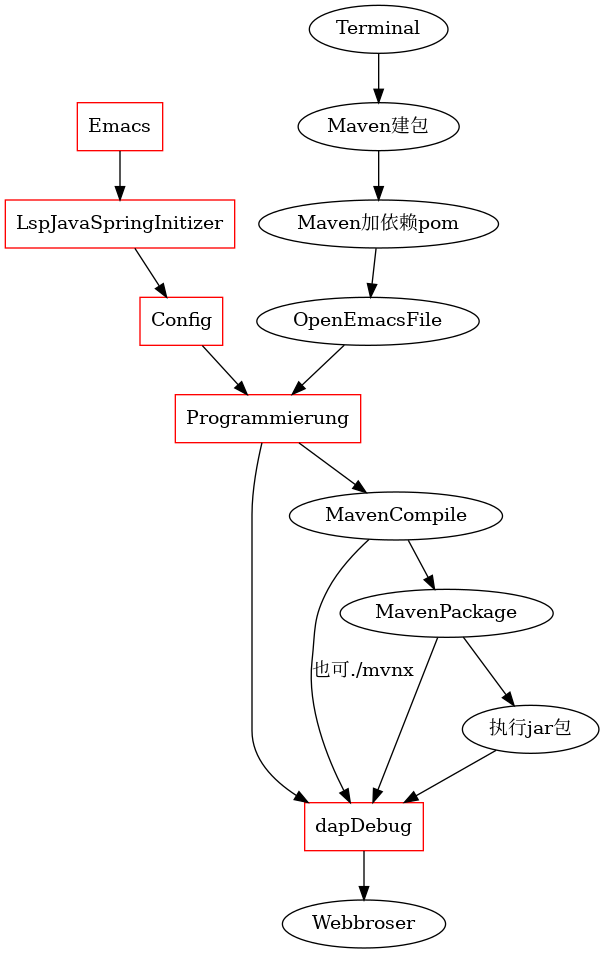 Terminal
Emacs
Maven建包
LspJavaSpringInitizer
Maven加依赖pom
Config
OpenEmacsFile
Programmierung
MavenCompile
MavenPackage
也可./mvnx
执行jar包
dapDebug
Webbroser